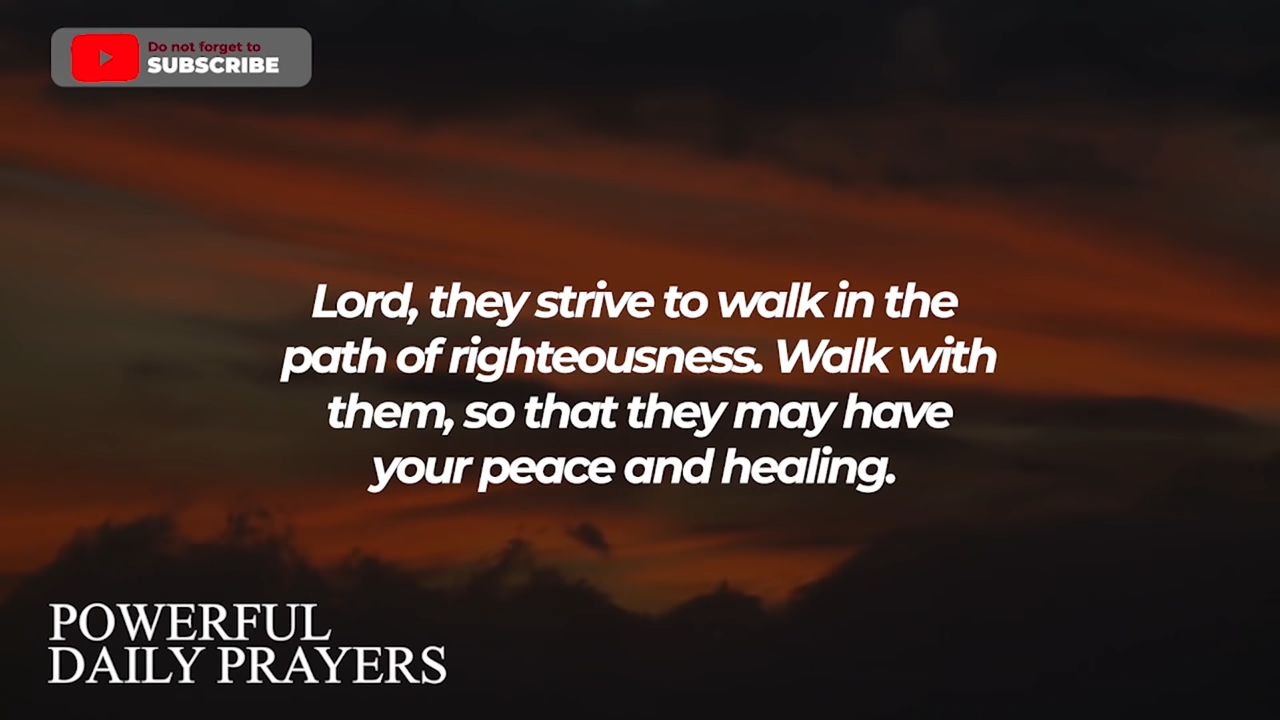 Do not forget to
SUBSCRIBE
Lord, they strive to walk in the
path of righteousness. Walk with
them, so that they may have
your peace and healing.
POWERFUL
DAILY PRAYERS